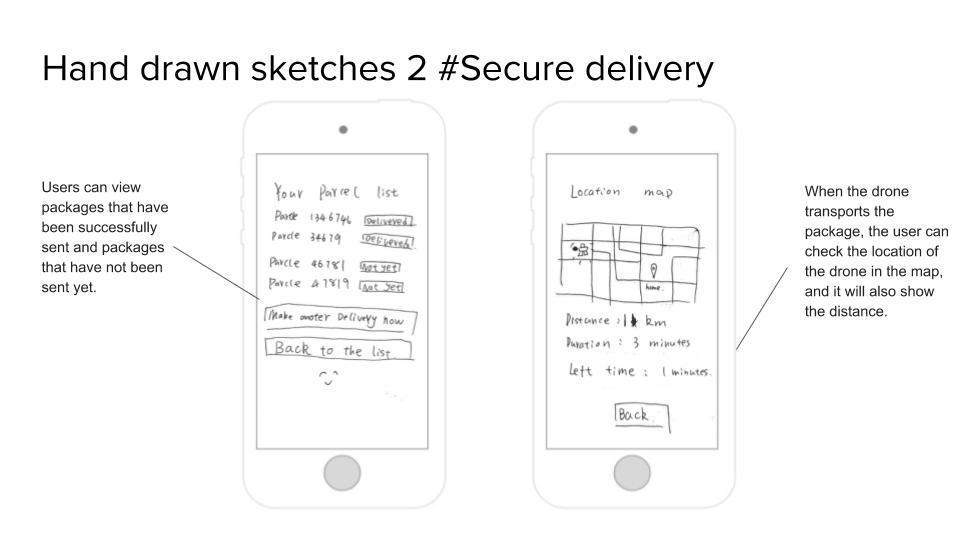 Hand drawn sketches 2 #Secure delivery
Users can view
packages that have
been successfully
sent and packages
that have not been
sent yet.
Your Parcel list
Parcle 1346746 Delivered
Parcle 34679 Delivered
Parcle 46781 Not yet
Parcle 47819 Not yet
Make anoter Delivery now
Back to the list
Location map
home.
Distance : 1 km
Duration : 3 minutes
Left time : 1 minutes.
Back.
When the drone
transports the
package, the user can
check the location of
the drone in the map,
and it will also show
the distance.